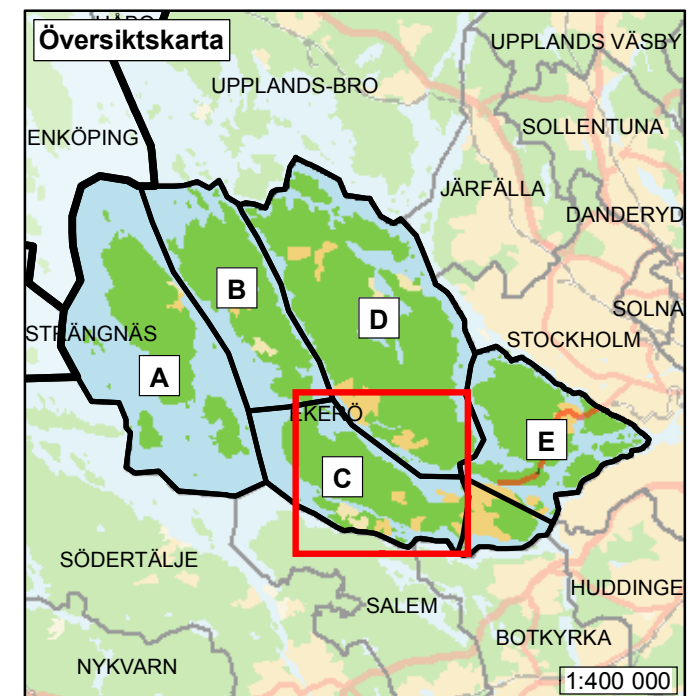 HÅBO
Översiktskarta
UPPLANDS VÄSBY
UPPLANDS-BRO
SOLLENTUNA
ENKÖPING
JÄRFÄLLA
DANDERYD
B
SOLNA
D
STRÄNGNÄS
STOCKHOLM
A
EKERÖ
E
C
SÖDERTÄLJE
HUDDINGE
SALEM
BOTKYRKA
NYKVARN
1:400 000